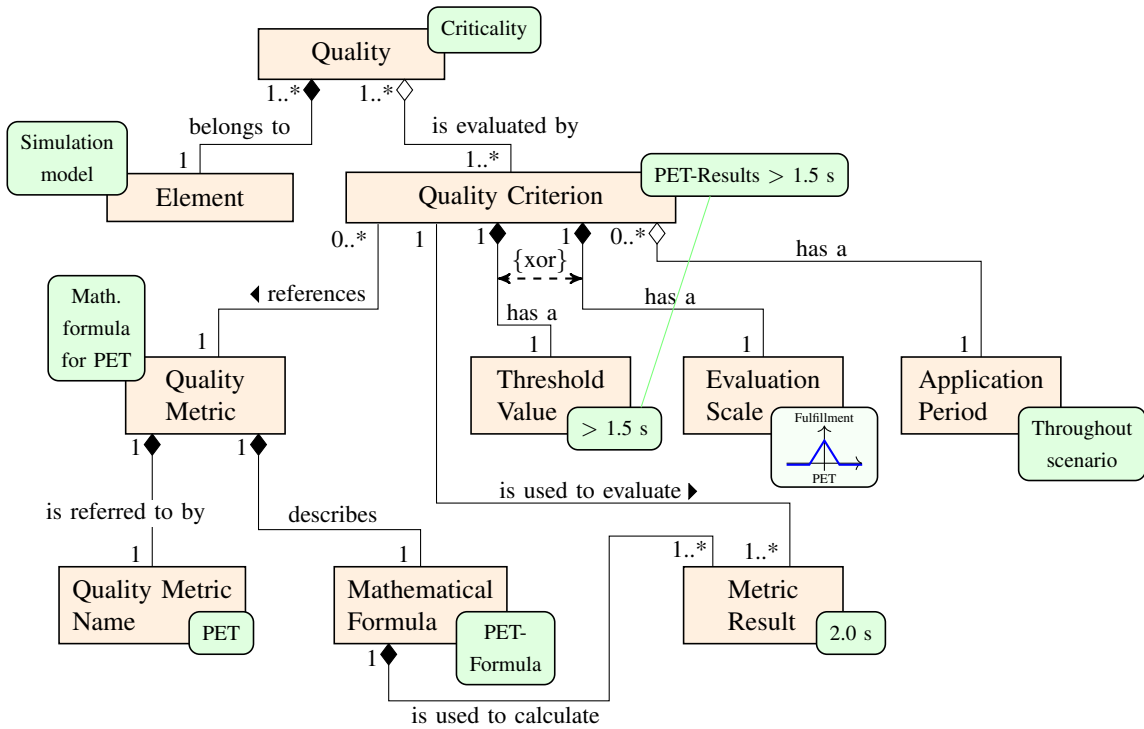 Criticality
Quality
1..*
1..*
belongs to
is evaluated by
Simulation
model
1
1..*
Element
Quality Criterion
PET-Results > 1.5 s
0..*
1
1
1
0..*
{xor}
has a
references
has a
has a
Math.
formula
for PET
1
1
1
1
Quality
Metric
Threshold
Value
> 1.5 s
Evaluation
Scale
Fulfillment
PET
Application
Period
Throughout
scenario
1
1
is used to evaluate
is referred to by
describes
1
1
1..*
1..*
Quality Metric
Name
PET
Mathematical
Formula
PET-
Formula
Metric
Result
2.0 s
1
is used to calculate